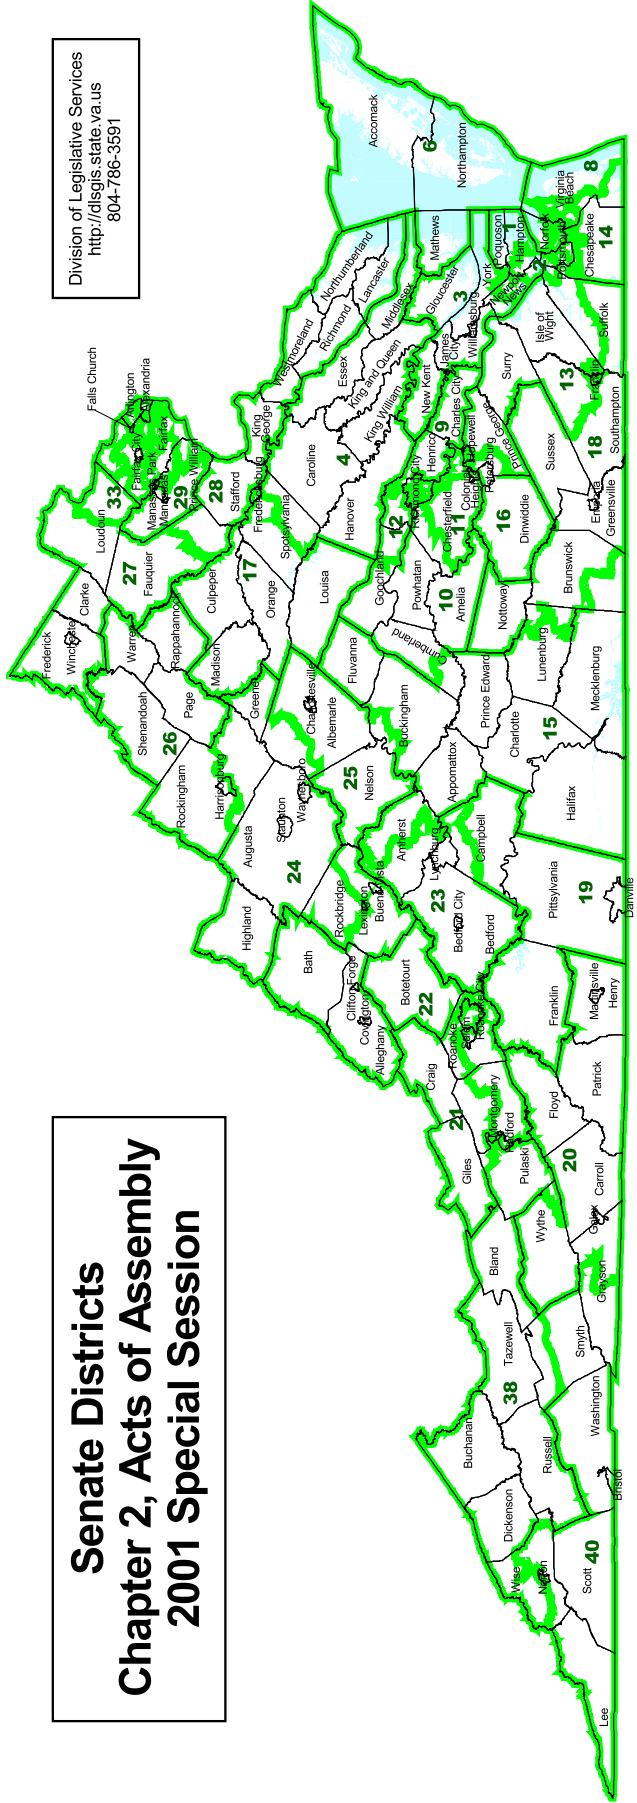 Senate Districts
Chapter 2, Acts of Assembly
2001 Special Session
Division of Legislative Services
http://dlsgis.state.va.us
804-786-3591
Falls Church
Arlington
Alexandria
Fairfax City
Fairfax
33
Loudoun
Manassas Park
Manassas
29
Prince William
28
Stafford
Frederick
Winchester
Clarke
27
Fauquier
Warren
Rappahannock
Culpeper
17
Fredericksburg
Spotsylvania
King
George
Westmoreland
Northumberland
Richmond
Lancaster
Essex
Middlesex
King and Queen
King William
Caroline
4
Hanover
Orange
Louisa
Madison
Greene
Shenandoah
Page
26
Rockingham
Harrisonburg
Augusta
Staunton
Waynesboro
24
Charlottesville
Albemarle
Fluvanna
25
Nelson
Buckingham
Cumberland
Goochland
Powhatan
10
Amelia
12
Richmond City
Henrico
Chesterfield
11
Colonial
Heights
Hopewell
Petersburg
9
Charles City
New Kent
James
City
Williamsburg
Gloucester
Mathews
3
York
Poquoson
Newport
News
1
Hampton
2
Norfolk
Portsmouth
Virginia
Beach
8
Chesapeake
14
Accomack
6
Northampton
Isle of
Wight
Surry
Suffolk
13
Franklin
Southampton
18
Sussex
Prince George
16
Dinwiddie
Emporia
Greensville
Brunswick
Nottoway
Lunenburg
Mecklenburg
Prince Edward
Charlotte
15
Halifax
Appomattox
Campbell
Lynchburg
Amherst
23
Bedford City
Bedford
Pittsylvania
19
Danville
Highland
Bath
Rockbridge
Lexington
Buena Vista
Clifton Forge
Covington
Alleghany
Botetourt
22
Craig
Roanoke
Salem
Roanoke City
Franklin
Martinsville
Henry
Patrick
21
Montgomery
Radford
Giles
Pulaski
Floyd
20
Carroll
Galax
Grayson
Wythe
Bland
Tazewell
38
Smyth
Washington
Bristol
Buchanan
Russell
Dickenson
Wise
Norton
Scott
40
Lee